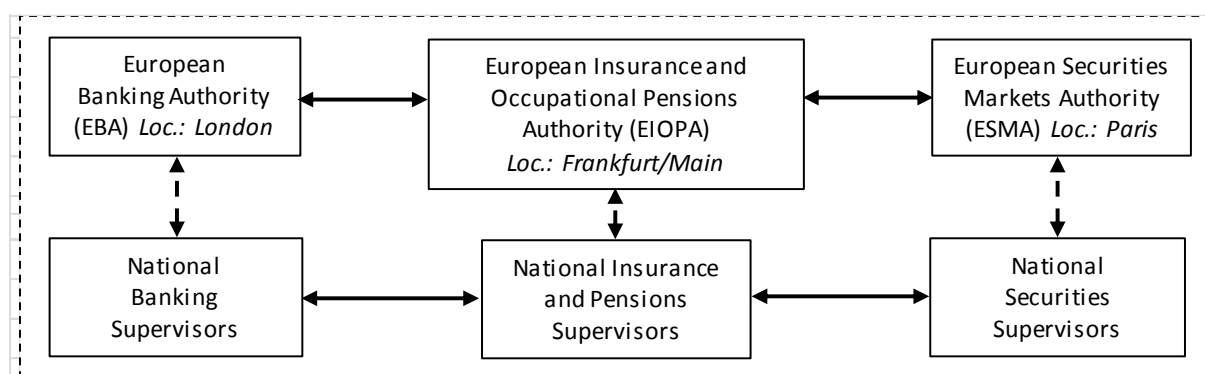 European
Banking Authority
(EBA) Loc.: London
European Insurance and
Occupational Pensions
Authority (EIOPA)
Loc.: Frankfurt/Main
European Securities
Markets Authority
(ESMA) Loc.: Paris
National
Banking
Supervisors
National Insurance
and Pensions
Supervisors
National
Securities
Supervisors